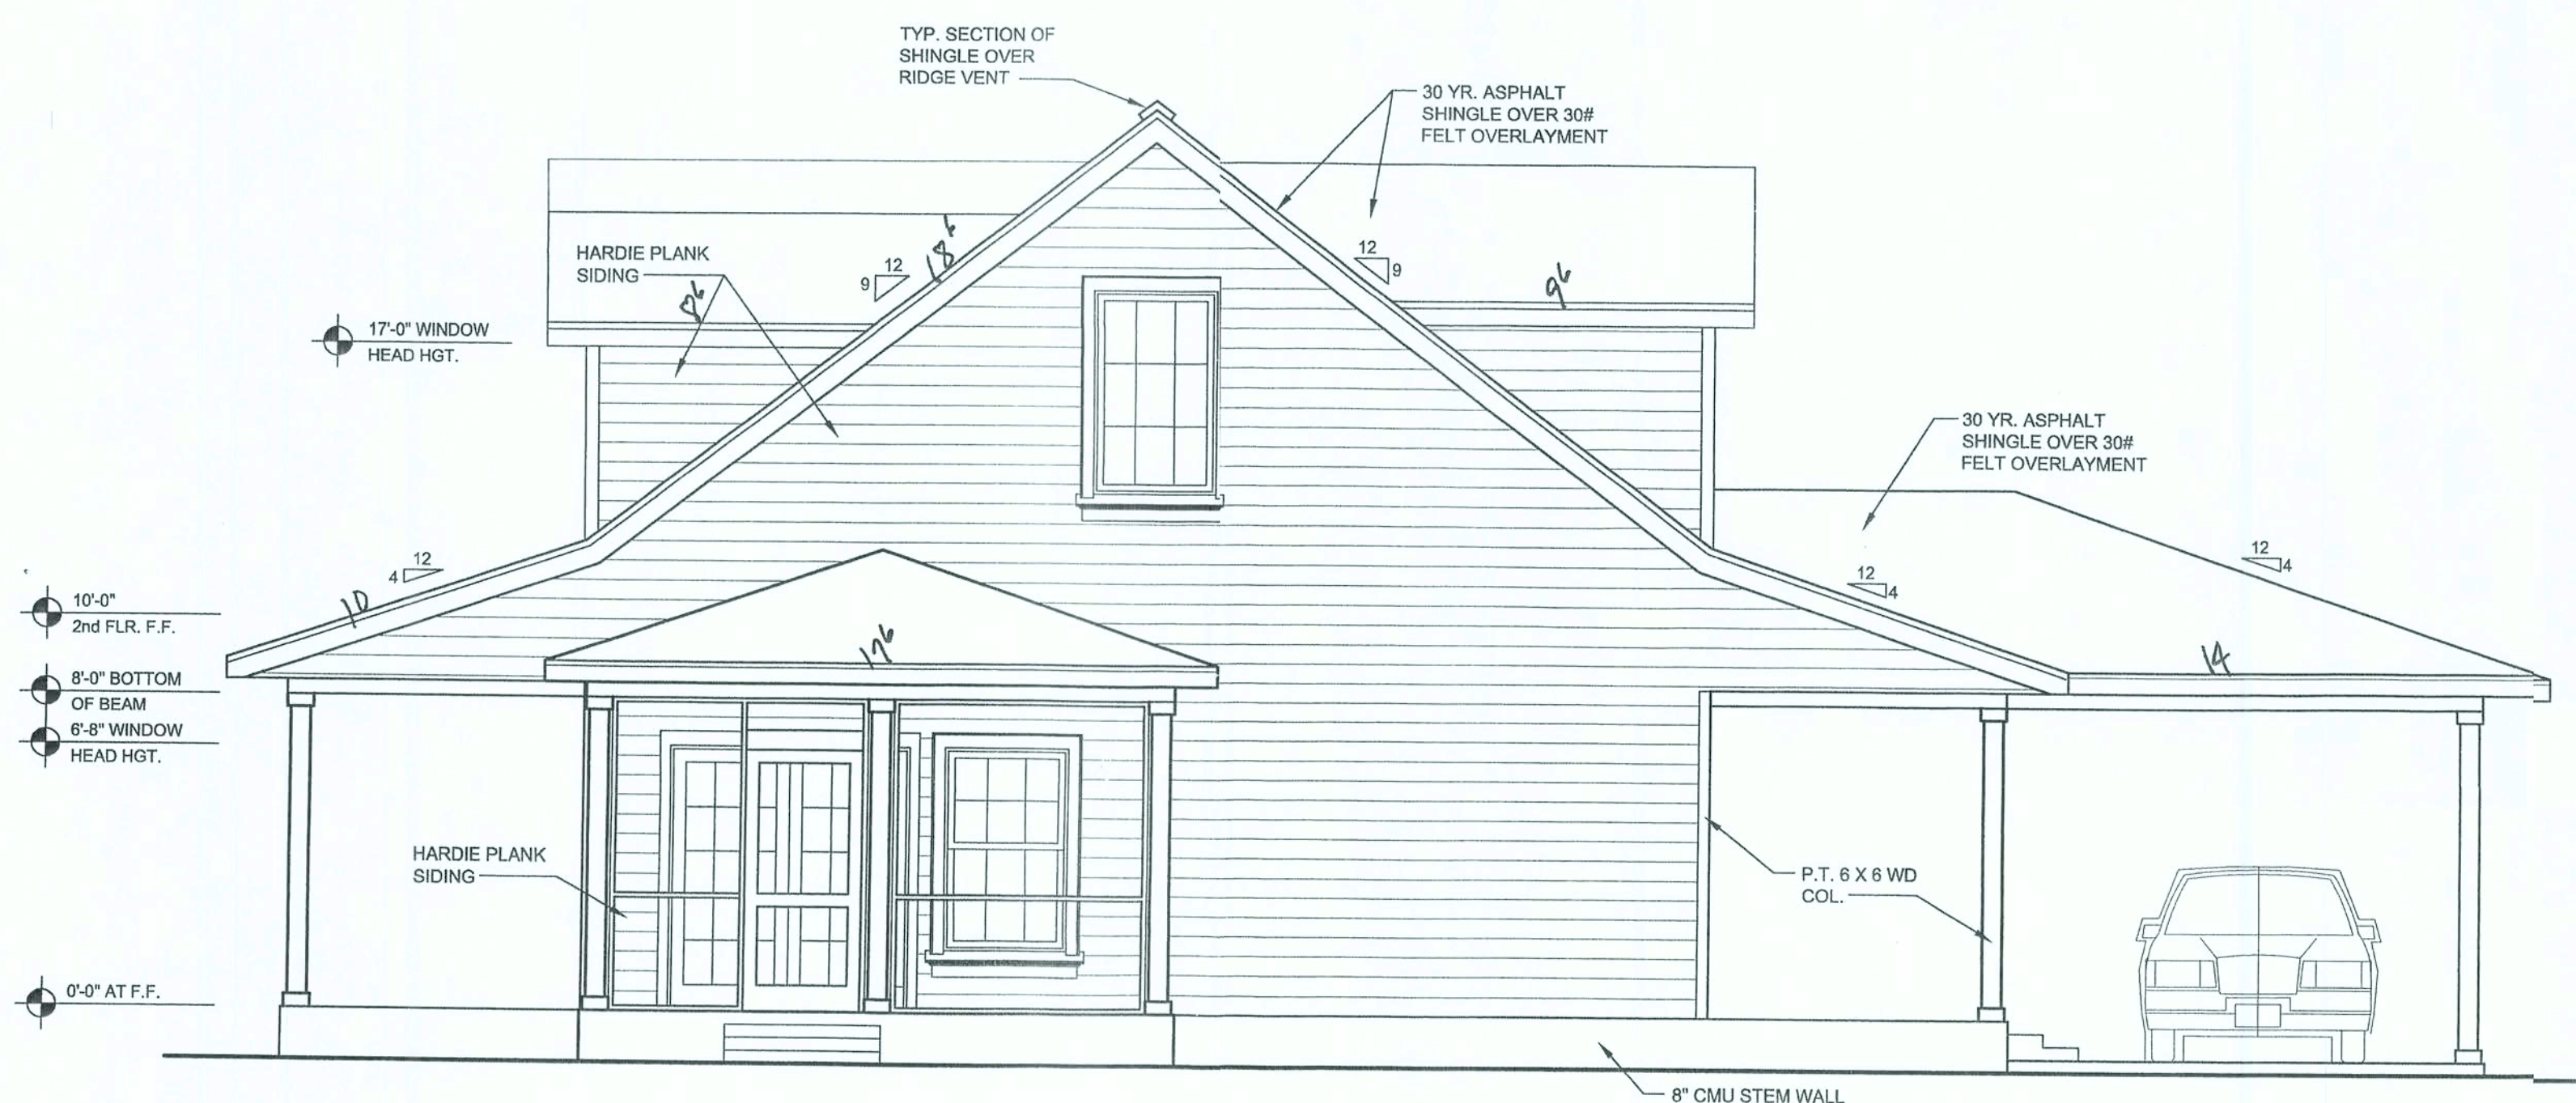 TYP. SECTION OF
SHINGLE OVER
RIDGE VENT
30 YR. ASPHALT
SHINGLE OVER 30#
FELT OVERLAYMENT
HARDIE PLANK
SIDING
12
9
18⁶
12
9
8⁶
9⁶
17'-0" WINDOW
HEAD HGT.
30 YR. ASPHALT
SHINGLE OVER 30#
FELT OVERLAYMENT
12
4
12
4
12
4
10
10'-0"
2nd FLR. F.F.
17⁶
14
8'-0" BOTTOM
OF BEAM
6'-8" WINDOW
HEAD HGT.
HARDIE PLANK
SIDING
P.T. 6 X 6 WD
COL.
0'-0" AT F.F.
8" CMU STEM WALL